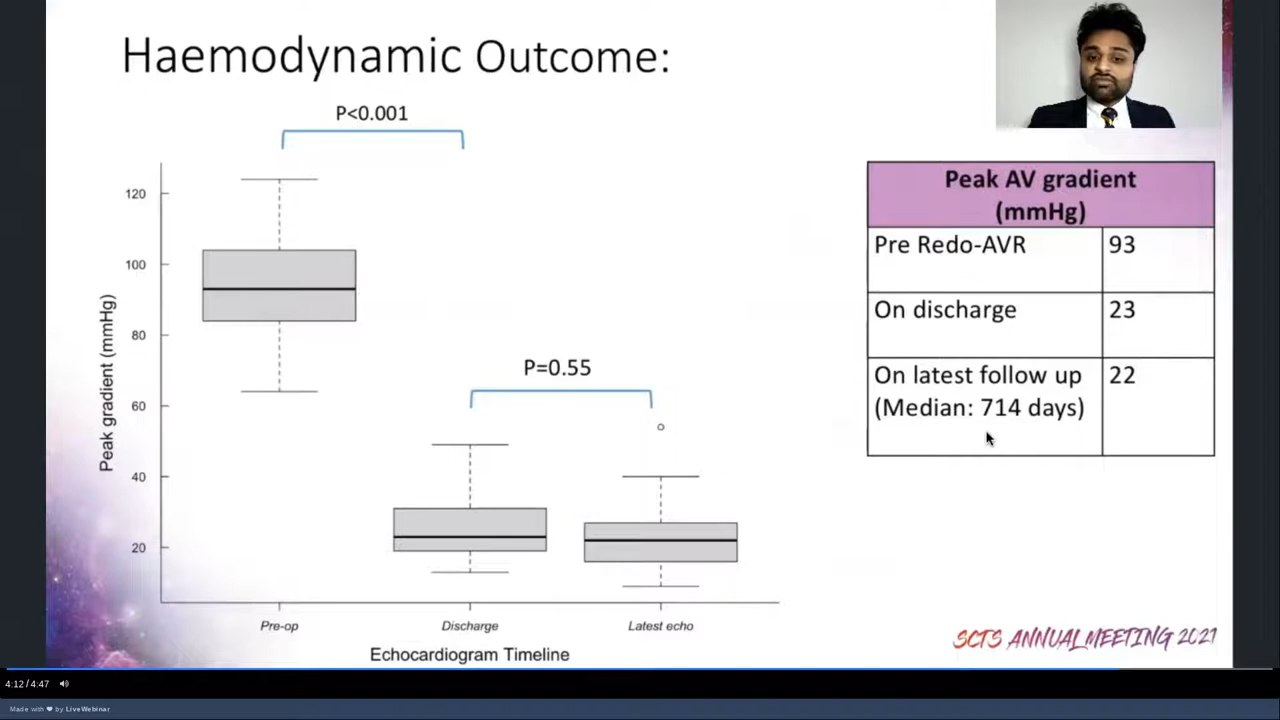 Haemodynamic Outcome:
P<0.001
120
100
80
60
40
20
Peak gradient (mmHg)
P=0.55
Pre-op
Discharge
Latest echo
Echocardiogram Timeline
Peak AV gradient
(mmHg)
Pre Redo-AVR 93
On discharge 23
On latest follow up 22
(Median: 714 days)
SCTS ANNUAL MEETING 2021
4:12 / 4:47
Made with ❤ by LiveWebinar